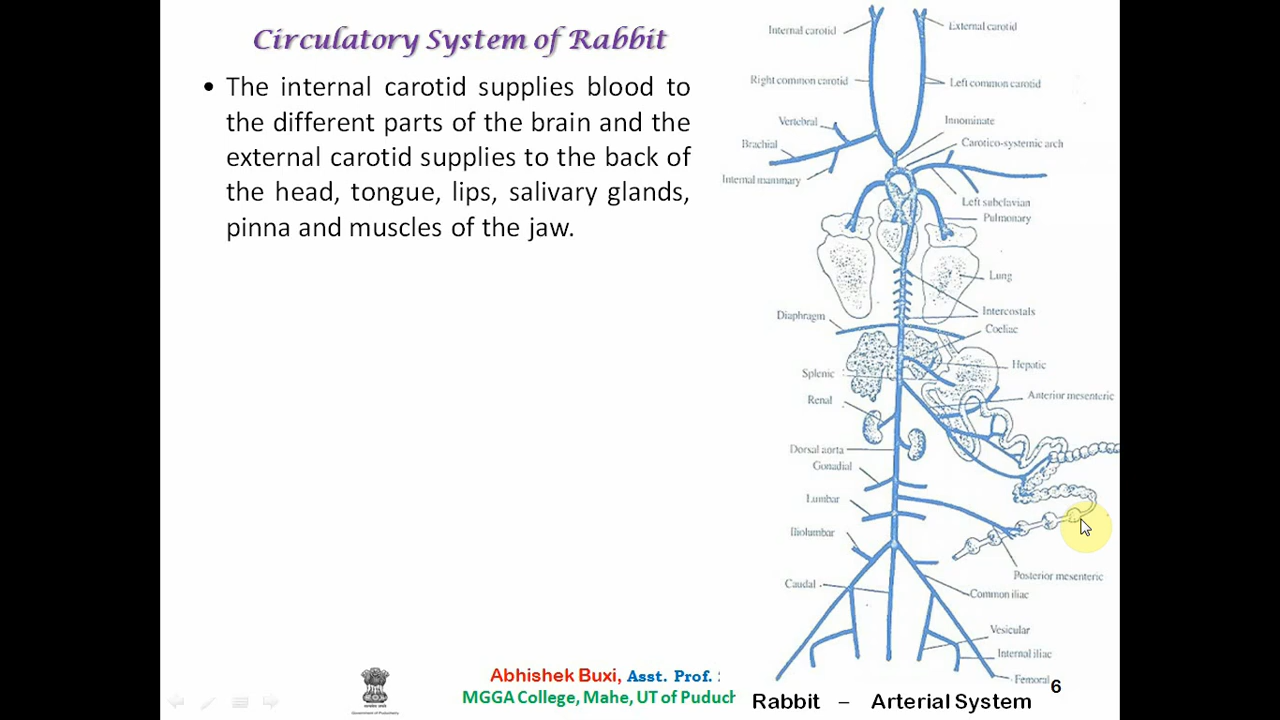 Circulatory System of Rabbit
• The internal carotid supplies blood to
the different parts of the brain and the
external carotid supplies to the back of
the head, tongue, lips, salivary glands,
pinna and muscles of the jaw.
Internal carotid
External carotid
Right common carotid
Left common carotid
Vertebral
Innominate
Brachial
Carotico-systemic arch
Internal mammary
Left subclavian
Pulmonary
Lung
Intercostals
Diaphragm
Coeliac
Hepatic
Splenic
Renal
Anterior mesenteric
Dorsal aorta
Gonadial
Lumbar
Iliolumbar
Posterior mesenteric
Caudal
Common iliac
Vesicular
Internal iliac
Femoral
Abhishek Buxi, Asst. Prof.
MGGA College, Mahe, UT of Puduch
Rabbit – Arterial System
6